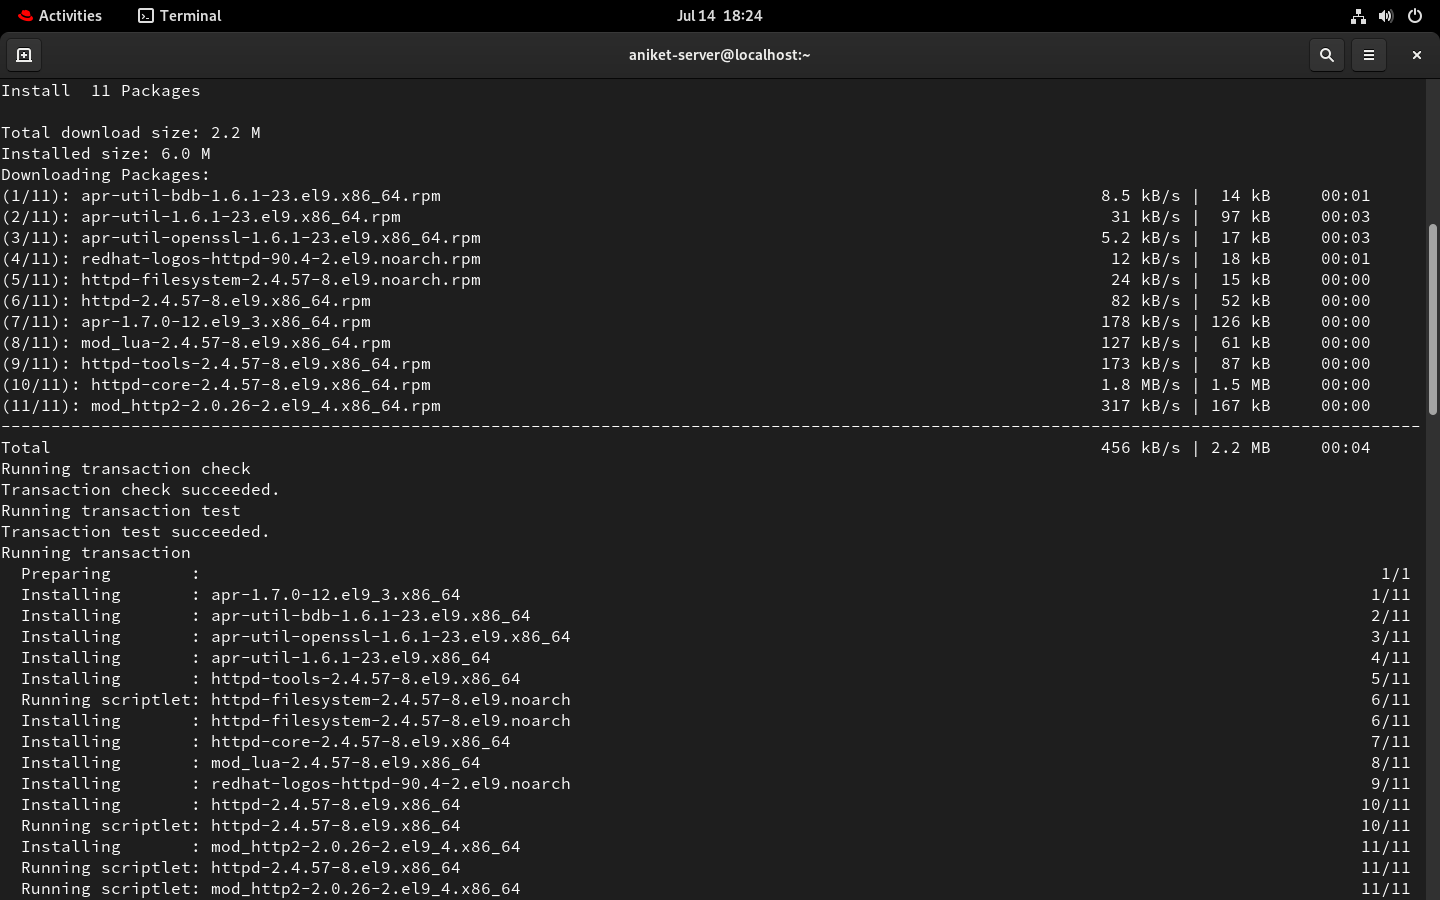 Activities Terminal Jul 14 18:24
aniket-server@localhost:~
Install  11 Packages
Total download size: 2.2 M
Installed size: 6.0 M
Downloading Packages:
(1/11): apr-util-bdb-1.6.1-23.el9.x86_64.rpm 8.5 kB/s |  14 kB     00:01
(2/11): apr-util-1.6.1-23.el9.x86_64.rpm 31 kB/s |  97 kB     00:03
(3/11): apr-util-openssl-1.6.1-23.el9.x86_64.rpm 5.2 kB/s |  17 kB     00:03
(4/11): redhat-logos-httpd-90.4-2.el9.noarch.rpm 12 kB/s |  18 kB     00:01
(5/11): httpd-filesystem-2.4.57-8.el9.noarch.rpm 24 kB/s |  15 kB     00:00
(6/11): httpd-2.4.57-8.el9.x86_64.rpm 82 kB/s |  52 kB     00:00
(7/11): apr-1.7.0-12.el9_3.x86_64.rpm 178 kB/s | 126 kB     00:00
(8/11): mod_lua-2.4.57-8.el9.x86_64.rpm 127 kB/s |  61 kB     00:00
(9/11): httpd-tools-2.4.57-8.el9.x86_64.rpm 173 kB/s |  87 kB     00:00
(10/11): httpd-core-2.4.57-8.el9.x86_64.rpm 1.8 MB/s | 1.5 MB     00:00
(11/11): mod_http2-2.0.26-2.el9_4.x86_64.rpm 317 kB/s | 167 kB     00:00
--------------------------------------------------------------------------------
Total 456 kB/s | 2.2 MB     00:04
Running transaction check
Transaction check succeeded.
Running transaction test
Transaction test succeeded.
Running transaction
  Preparing        : 1/1
  Installing       : apr-1.7.0-12.el9_3.x86_64 1/11
  Installing       : apr-util-bdb-1.6.1-23.el9.x86_64 2/11
  Installing       : apr-util-openssl-1.6.1-23.el9.x86_64 3/11
  Installing       : apr-util-1.6.1-23.el9.x86_64 4/11
  Installing       : httpd-tools-2.4.57-8.el9.x86_64 5/11
  Running scriptlet: httpd-filesystem-2.4.57-8.el9.noarch 6/11
  Installing       : httpd-filesystem-2.4.57-8.el9.noarch 6/11
  Installing       : httpd-core-2.4.57-8.el9.x86_64 7/11
  Installing       : mod_lua-2.4.57-8.el9.x86_64 8/11
  Installing       : redhat-logos-httpd-90.4-2.el9.noarch 9/11
  Installing       : httpd-2.4.57-8.el9.x86_64 10/11
  Running scriptlet: httpd-2.4.57-8.el9.x86_64 10/11
  Installing       : mod_http2-2.0.26-2.el9_4.x86_64 11/11
  Running scriptlet: httpd-2.4.57-8.el9.x86_64 11/11
  Running scriptlet: mod_http2-2.0.26-2.el9_4.x86_64 11/11